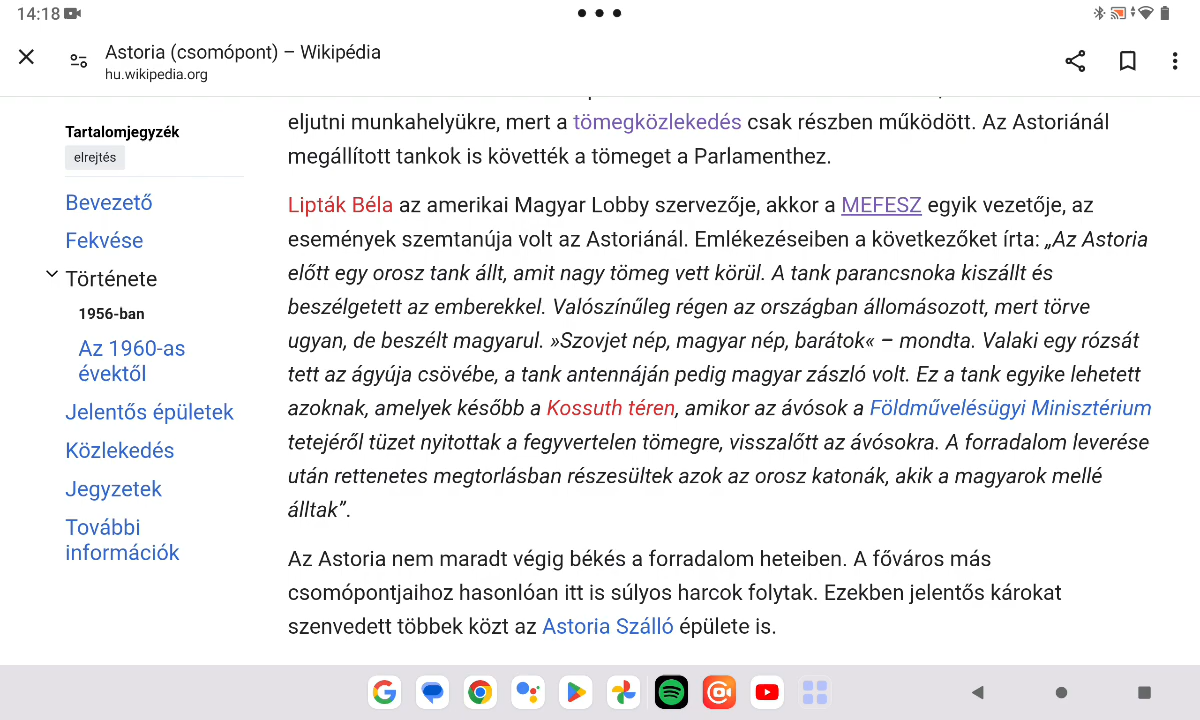 14:18
Astoria (csomópont) – Wikipédia
hu.wikipedia.org
Tartalomjegyzék
elrejtés
Bevezető
Fekvése
Története
1956-ban
Az 1960-as
évektől
Jelentős épületek
Közlekedés
Jegyzetek
További
információk
eljutni munkahelyükre, mert a tömegközlekedés csak részben működött. Az Astoriánál
megállított tankok is követték a tömeget a Parlamenthez.
Lipták Béla az amerikai Magyar Lobby szervezője, akkor a MEFESZ egyik vezetője, az
események szemtanúja volt az Astoriánál. Emlékezéseiben a következőket írta: „Az Astoria
előtt egy orosz tank állt, amit nagy tömeg vett körül. A tank parancsnoka kiszállt és
beszélgetett az emberekkel. Valószínűleg régen az országban állomásozott, mert törve
ugyan, de beszélt magyarul. »Szovjet nép, magyar nép, barátok« – mondta. Valaki egy rózsát
tett az ágyúja csövébe, a tank antennáján pedig magyar zászló volt. Ez a tank egyike lehetett
azoknak, amelyek később a Kossuth téren, amikor az ávósok a Földművelésügyi Minisztérium
tetejéről tüzet nyitottak a fegyvertelen tömegre, visszalőtt az ávósokra. A forradalom leverése
után rettenetes megtorlásban részesültek azok az orosz katonák, akik a magyarok mellé
álltak”.
Az Astoria nem maradt végig békés a forradalom heteiben. A főváros más
csomópontjaihoz hasonlóan itt is súlyos harcok folytak. Ezekben jelentős károkat
szenvedett többek közt az Astoria Szálló épülete is.